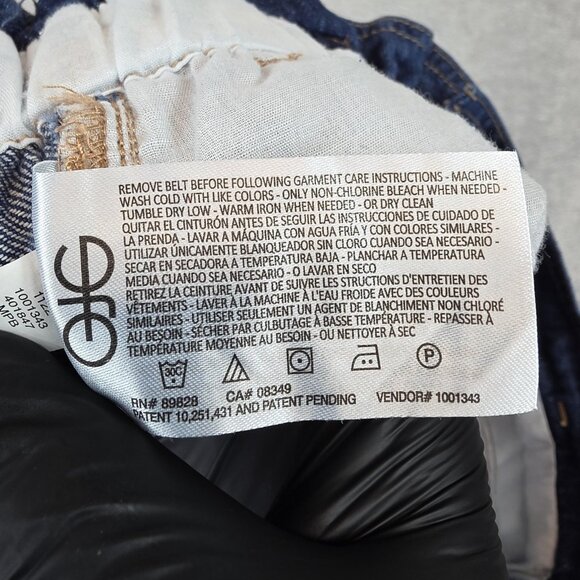 REMOVE BELT BEFORE FOLLOWING GARMENT CARE INSTRUCTIONS - MACHINE
WASH COLD WITH LIKE COLORS - ONLY NON-CHLORINE BLEACH WHEN NEEDED -
TUMBLE DRY LOW - WARM IRON WHEN NEEDED - OR DRY CLEAN
QUITAR EL CINTURÓN ANTES DE SEGUIR LAS INSTRUCCIONES DE CUIDADO DE
LA PRENDA - LAVAR A MÁQUINA CON AGUA FRÍA Y CON COLORES SIMILARES -
UTILIZAR ÚNICAMENTE BLANQUEADOR SIN CLORO CUANDO SEA NECESARIO -
SECAR EN SECADORA A TEMPERATURA BAJA - PLANCHAR A TEMPERATURA
MEDIA CUANDO SEA NECESARIO - O LAVAR EN SECO
RETIREZ LA CEINTURE AVANT DE SUIVRE LES INSTRUCTIONS D'ENTRETIEN DES
VÊTEMENTS - LAVER À LA MACHINE À L'EAU FROIDE AVEC DES COULEURS
SIMILAIRES - UTILISER SEULEMENT UN AGENT DE BLANCHIMENT NON CHLORÉ
AU BESOIN - SÉCHER PAR CULBUTAGE À BASSE TEMPÉRATURE - REPASSER À
TEMPÉRATURE MOYENNE AU BESOIN - OU NETTOYER À SEC
30C
P
RN# 89828 CA# 08349 VENDOR# 1001343
PATENT 10,251,431 AND PATENT PENDING
1001343
401847
MPB